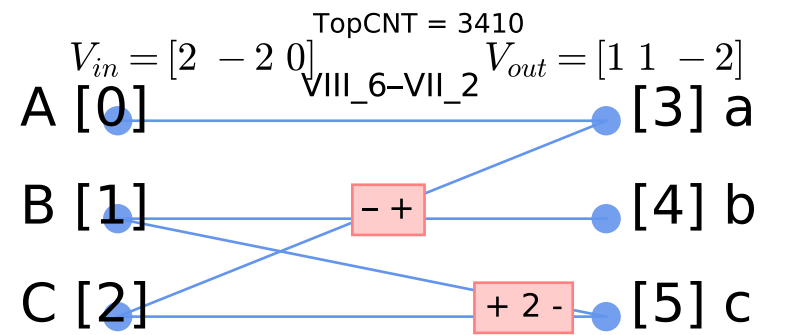 TopCNT = 3410
V_in = [2 −2 0] V_out = [1 1 −2]
VIII_6–VII_2
A [0] [3] a
– +
B [1] [4] b
+ 2 -
C [2] [5] c